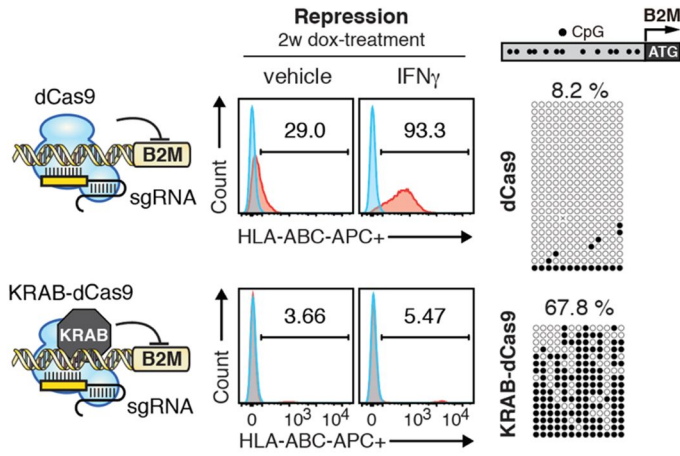 Repression
2w dox-treatment
vehicle
IFNγ
CpG
B2M
ATG
dCas9
B2M
sgRNA
Count
29.0
93.3
HLA-ABC-APC+
8.2 %
dCas9
KRAB-dCas9
KRAB
B2M
sgRNA
Count
3.66
5.47
0 10³ 10⁴
0 10³ 10⁴
HLA-ABC-APC+
67.8 %
KRAB-dCas9